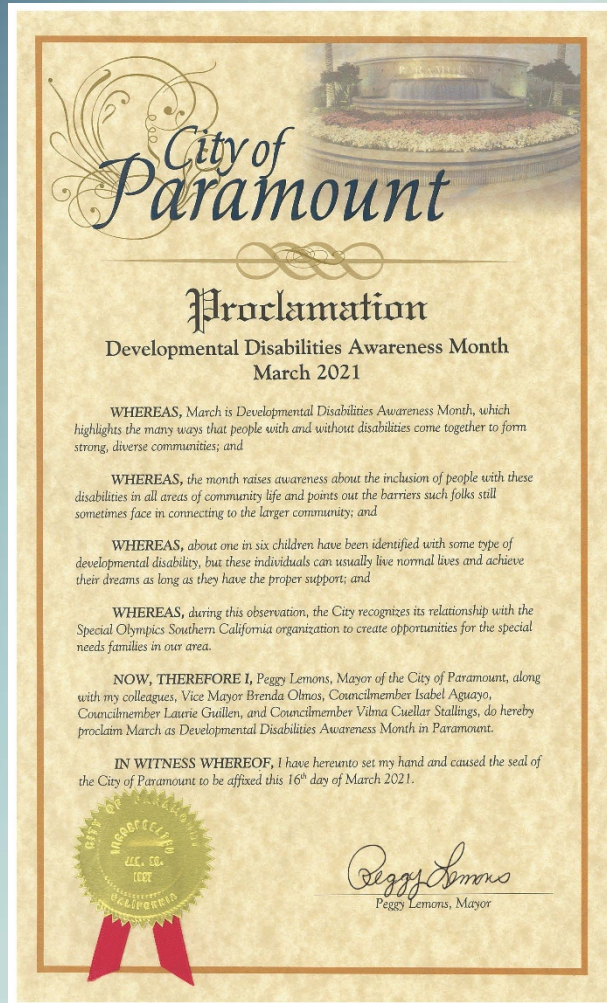 PARAMOUNT
City of
Paramount
Proclamation
Developmental Disabilities Awareness Month
March 2021
WHEREAS, March is Developmental Disabilities Awareness Month, which
highlights the many ways that people with and without disabilities come together to form
strong, diverse communities; and
WHEREAS, the month raises awareness about the inclusion of people with these
disabilities in all areas of community life and points out the barriers such folks still
sometimes face in connecting to the larger community; and
WHEREAS, about one in six children have been identified with some type of
developmental disability, but these individuals can usually live normal lives and achieve
their dreams as long as they have the proper support; and
WHEREAS, during this observation, the City recognizes its relationship with the
Special Olympics Southern California organization to create opportunities for the special
needs families in our area.
NOW, THEREFORE I, Peggy Lemons, Mayor of the City of Paramount, along
with my colleagues, Vice Mayor Brenda Olmos, Councilmember Isabel Aguayo,
Councilmember Laurie Guillen, and Councilmember Vilma Cuellar Stallings, do hereby
proclaim March as Developmental Disabilities Awareness Month in Paramount.
IN WITNESS WHEREOF, I have hereunto set my hand and caused the seal of
the City of Paramount to be affixed this 16th day of March 2021.
CITY OF PARAMOUNT
INCORPORATED
CALIFORNIA
Peggy Lemons
Peggy Lemons, Mayor